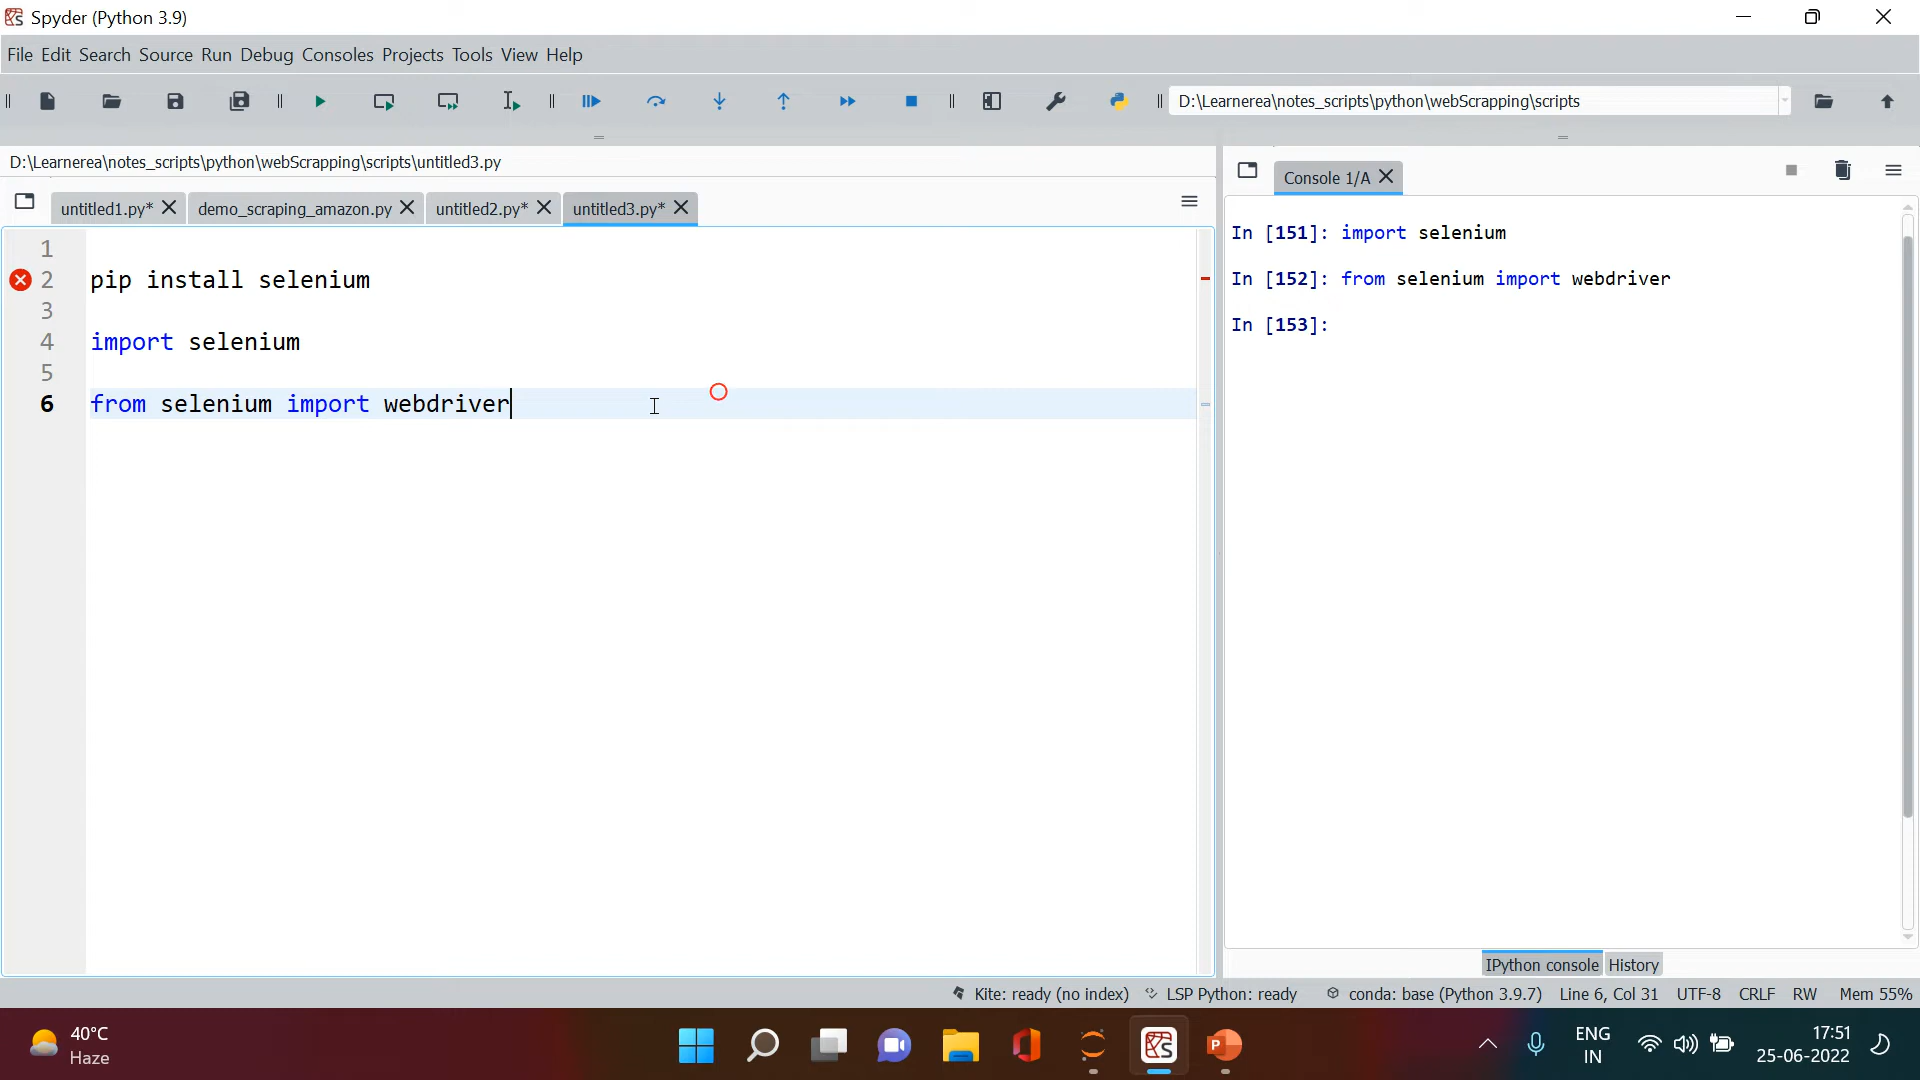 Spyder (Python 3.9)
File Edit Search Source Run Debug Consoles Projects Tools View Help
D:\Learnerea\notes_scripts\python\webScrapping\scripts
D:\Learnerea\notes_scripts\python\webScrapping\scripts\untitled3.py
untitled1.py* demo_scraping_amazon.py untitled2.py* untitled3.py*
1
2 pip install selenium
3
4 import selenium
5
6 from selenium import webdriver
Console 1/A
In [151]: import selenium
In [152]: from selenium import webdriver
In [153]:
IPython console History
Kite: ready (no index) LSP Python: ready conda: base (Python 3.9.7) Line 6, Col 31 UTF-8 CRLF RW Mem 55%
40°C
Haze
ENG
IN
17:51
25-06-2022